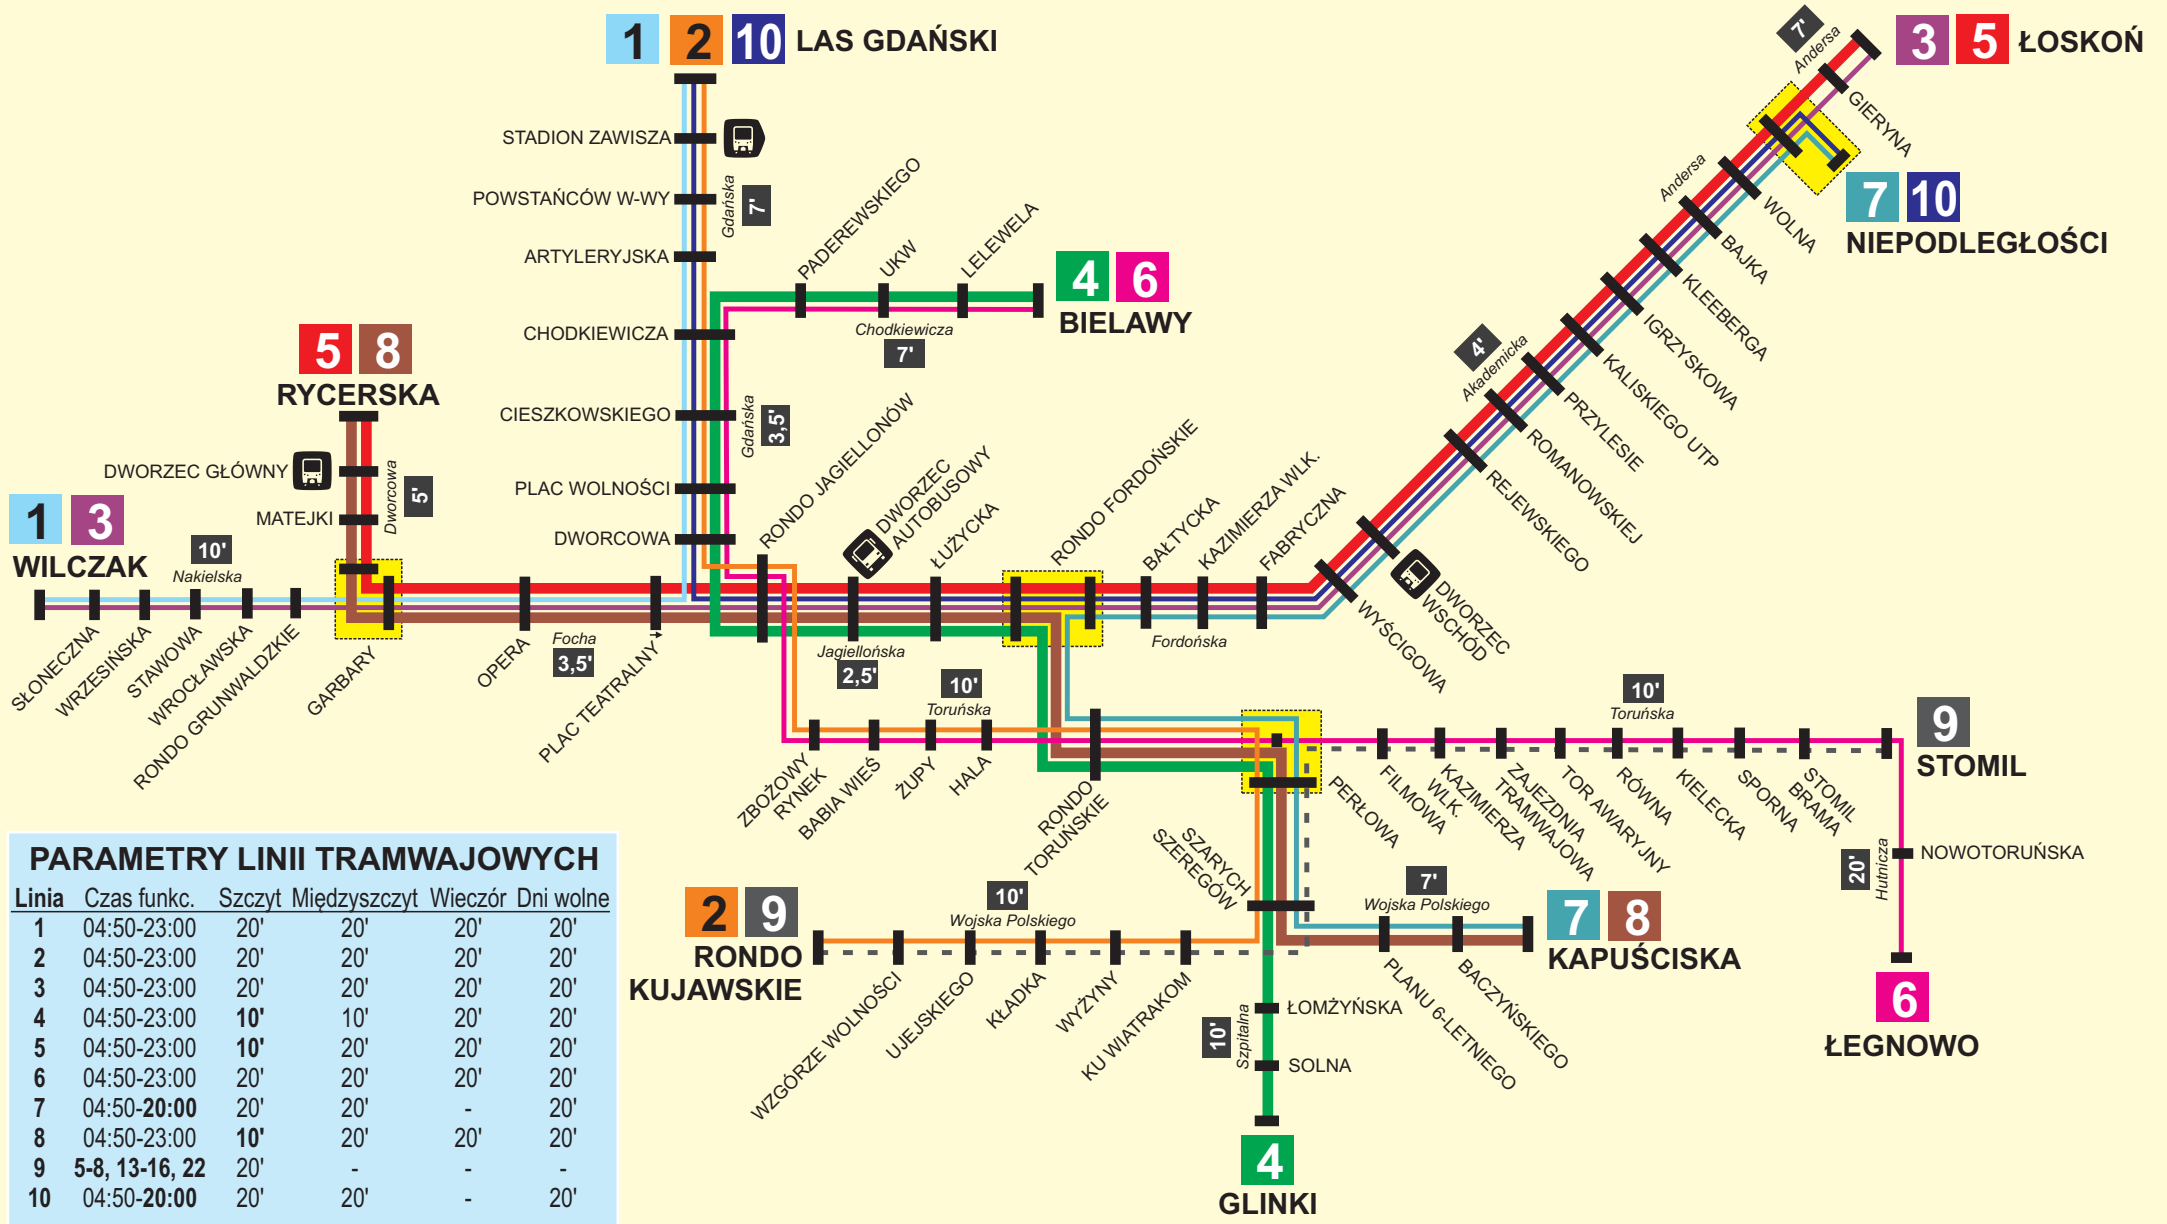 1 2 10 LAS GDAŃSKI
STADION ZAWISZA
POWSTAŃCÓW W-WY
Gdańska
7'
ARTYLERYJSKA
CHODKIEWICZA
CIESZKOWSKIEGO
Gdańska
3,5'
PLAC WOLNOŚCI
DWORCOWA
PADEREWSKIEGO
UKW
LELEWELA
Chodkiewicza
7'
4 6
BIELAWY
3 5 ŁOSKOŃ
7'
Andersa
GIERYNA
7 10
NIEPODLEGŁOŚCI
Andersa
WOLNA
BAJKA
KLEEBERGA
IGRZYSKOWA
KALISKIEGO UTP
PRZYLESIE
ROMANOWSKIEJ
REJEWSKIEGO
4'
Akademicka
DWORZEC
WSCHÓD
WYŚCIGOWA
5 8
RYCERSKA
DWORZEC GŁÓWNY
MATEJKI
Dworcowa
5'
1 3
WILCZAK
10'
Nakielska
SŁONECZNA
WRZESIŃSKA
STAWOWA
WROCŁAWSKA
RONDO GRUNWALDZKIE
GARBARY
OPERA
Focha
3,5'
PLAC TEATRALNY
RONDO JAGIELLONÓW
DWORZEC
AUTOBUSOWY
ŁUŻYCKA
Jagiellońska
2,5'
RONDO FORDOŃSKIE
BAŁTYCKA
KAZIMIERZA WLK.
FABRYCZNA
Fordońska
10'
Toruńska
ZBOŻOWY
RYNEK
BABIA WIEŚ
ŻUPY
HALA
RONDO
TORUŃSKIE
PERŁOWA
FILMOWA
KAZIMIERZA
WLK.
ZAJEZDNIA
TRAMWAJOWA
TOR AWARYJNY
RÓWNA
KIELECKA
SPORNA
STOMIL
BRAMA
10'
Toruńska
9
STOMIL
NOWOTORUŃSKA
20'
Hutnicza
6
ŁEGNOWO
SZARYCH
SZEREGÓW
2 9
RONDO
KUJAWSKIE
10'
Wojska Polskiego
WZGÓRZE WOLNOŚCI
UJEJSKIEGO
KŁADKA
WYŻYNY
KU WIATRAKOM
7'
Wojska Polskiego
PLANU 6-LETNIEGO
BACZYŃSKIEGO
7 8
KAPUŚCISKA
ŁOMŻYŃSKA
10'
Szpitalna
SOLNA
4
GLINKI
PARAMETRY LINII TRAMWAJOWYCH
Linia Czas funkc. Szczyt Międzyszczyt Wieczór Dni wolne
1 04:50-23:00 20' 20' 20' 20'
2 04:50-23:00 20' 20' 20' 20'
3 04:50-23:00 20' 20' 20' 20'
4 04:50-23:00 10' 10' 20' 20'
5 04:50-23:00 10' 20' 20' 20'
6 04:50-23:00 20' 20' 20' 20'
7 04:50-20:00 20' 20' - 20'
8 04:50-23:00 10' 20' 20' 20'
9 5-8, 13-16, 22 20' - - -
10 04:50-20:00 20' 20' - 20'